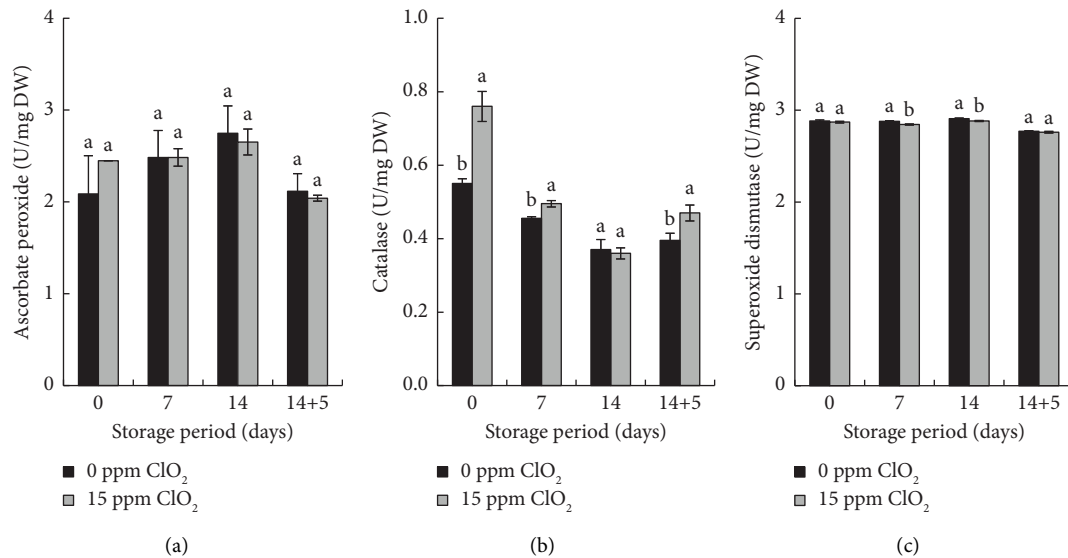 Ascorbate peroxide (U/mg DW)
4
3
2
1
0
a a
a a
a a
a a
0 7 14 14+5
Storage period (days)
0 ppm ClO₂
15 ppm ClO₂
(a)
Catalase (U/mg DW)
1.0
0.8
0.6
0.4
0.2
0.0
b a
b a
a a
b a
0 7 14 14+5
Storage period (days)
0 ppm ClO₂
15 ppm ClO₂
(b)
Superoxide dismutase (U/mg DW)
4
3
2
1
0
a a
a b
a b
a a
0 7 14 14+5
Storage period (days)
0 ppm ClO₂
15 ppm ClO₂
(c)